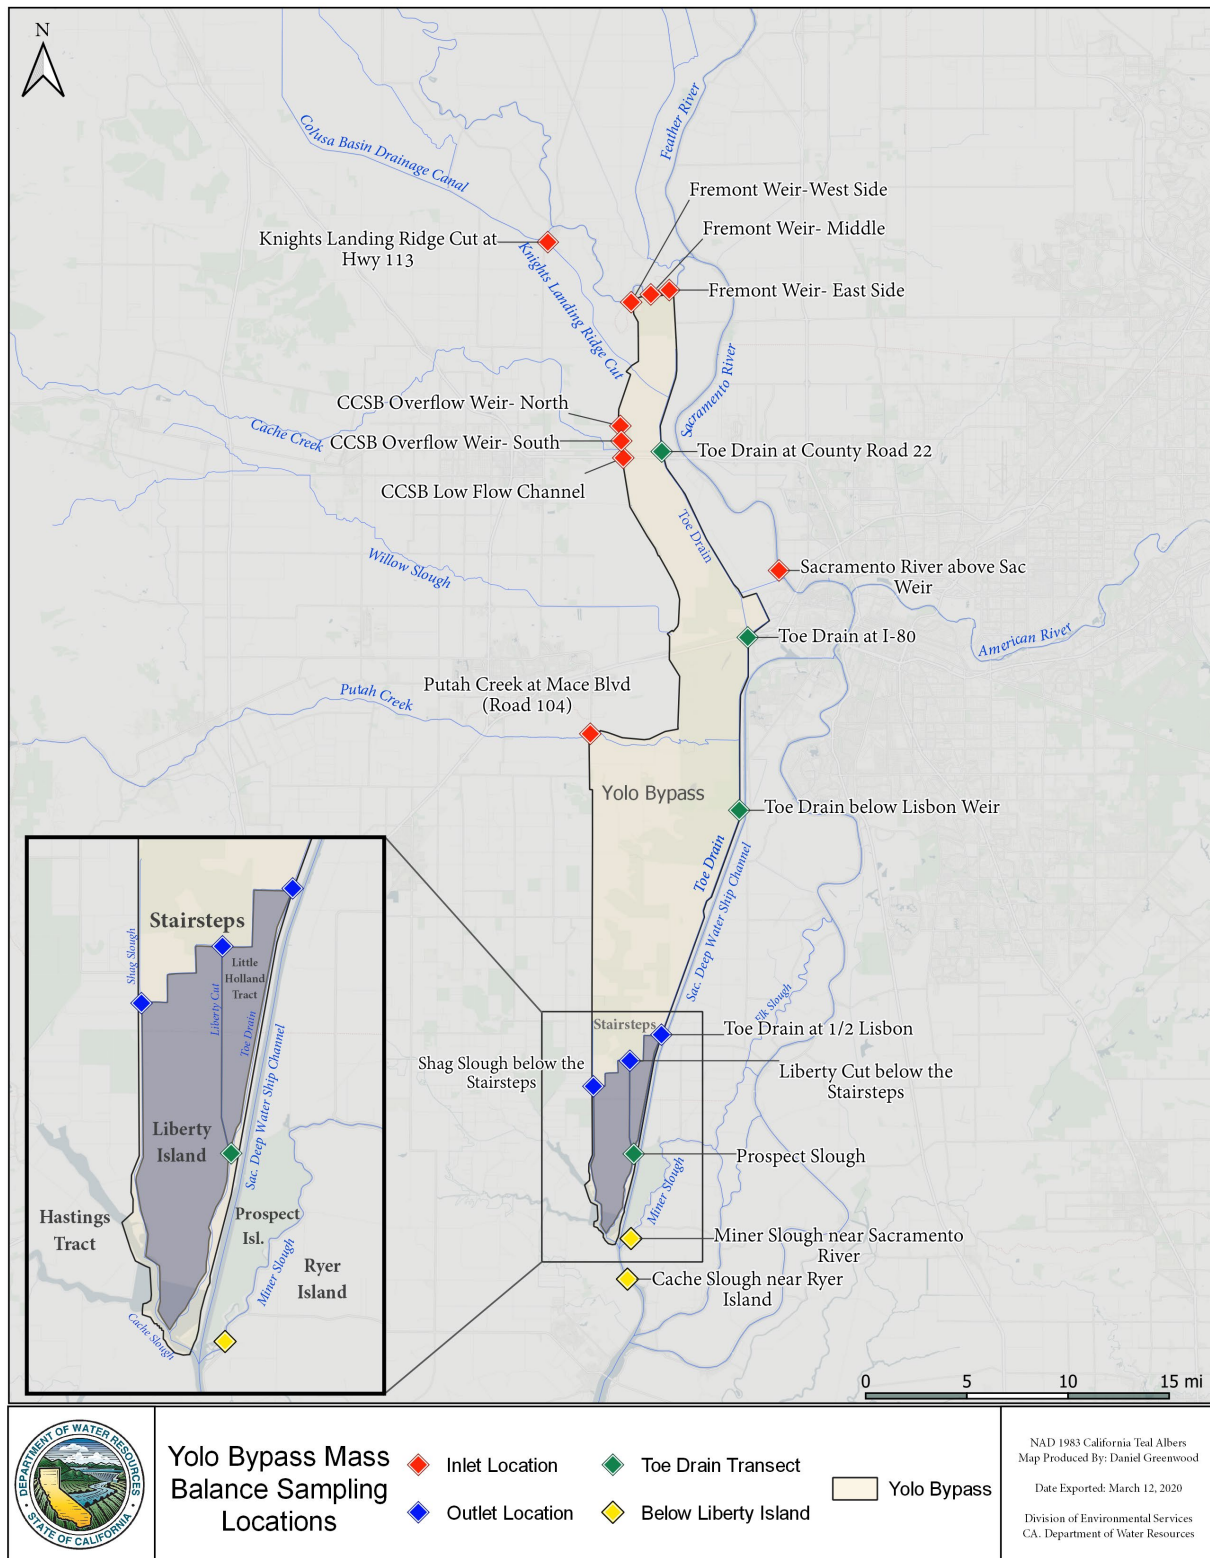 N
Colusa Basin Drainage Canal
Feather River
Fremont Weir-West Side
Fremont Weir- Middle
Knights Landing Ridge Cut at
Hwy 113
Knights Landing Ridge Cut
Fremont Weir- East Side
Sacramento River
CCSB Overflow Weir- North
Cache Creek
CCSB Overflow Weir- South
Toe Drain at County Road 22
CCSB Low Flow Channel
Toe Drain
Willow Slough
Sacramento River above Sac
Weir
American River
Toe Drain at I-80
Putah Creek at Mace Blvd
(Road 104)
Putah Creek
Yolo Bypass
Toe Drain below Lisbon Weir
Toe Drain
Sac. Deep Water Ship Channel
Elk Slough
Stairsteps
Toe Drain at 1/2 Lisbon
Shag Slough below the
Stairsteps
Liberty Cut below the
Stairsteps
Prospect Slough
Miner Slough
Miner Slough near Sacramento
River
Cache Slough near Ryer
Island
Stairsteps
Shag Slough
Little
Holland
Tract
Liberty Cut
Toe Drain
Sac. Deep Water Ship Channel
Liberty
Island
Hastings
Tract
Prospect
Isl.
Miner Slough
Ryer
Island
Cache Slough
0 5 10 15 mi
DEPARTMENT OF WATER RESOURCES
STATE OF CALIFORNIA
Yolo Bypass Mass
Balance Sampling
Locations
Inlet Location
Outlet Location
Toe Drain Transect
Below Liberty Island
Yolo Bypass
NAD 1983 California Teal Albers
Map Produced By: Daniel Greenwood
Date Exported: March 12, 2020
Division of Environmental Services
CA. Department of Water Resources